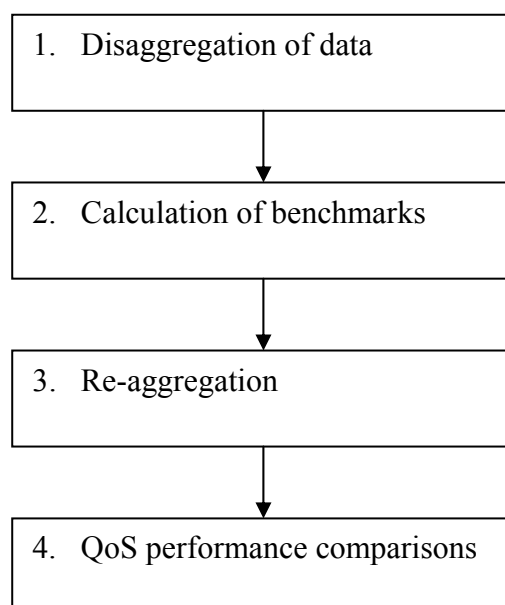 1. Disaggregation of data
2. Calculation of benchmarks
3. Re-aggregation
4. QoS performance comparisons